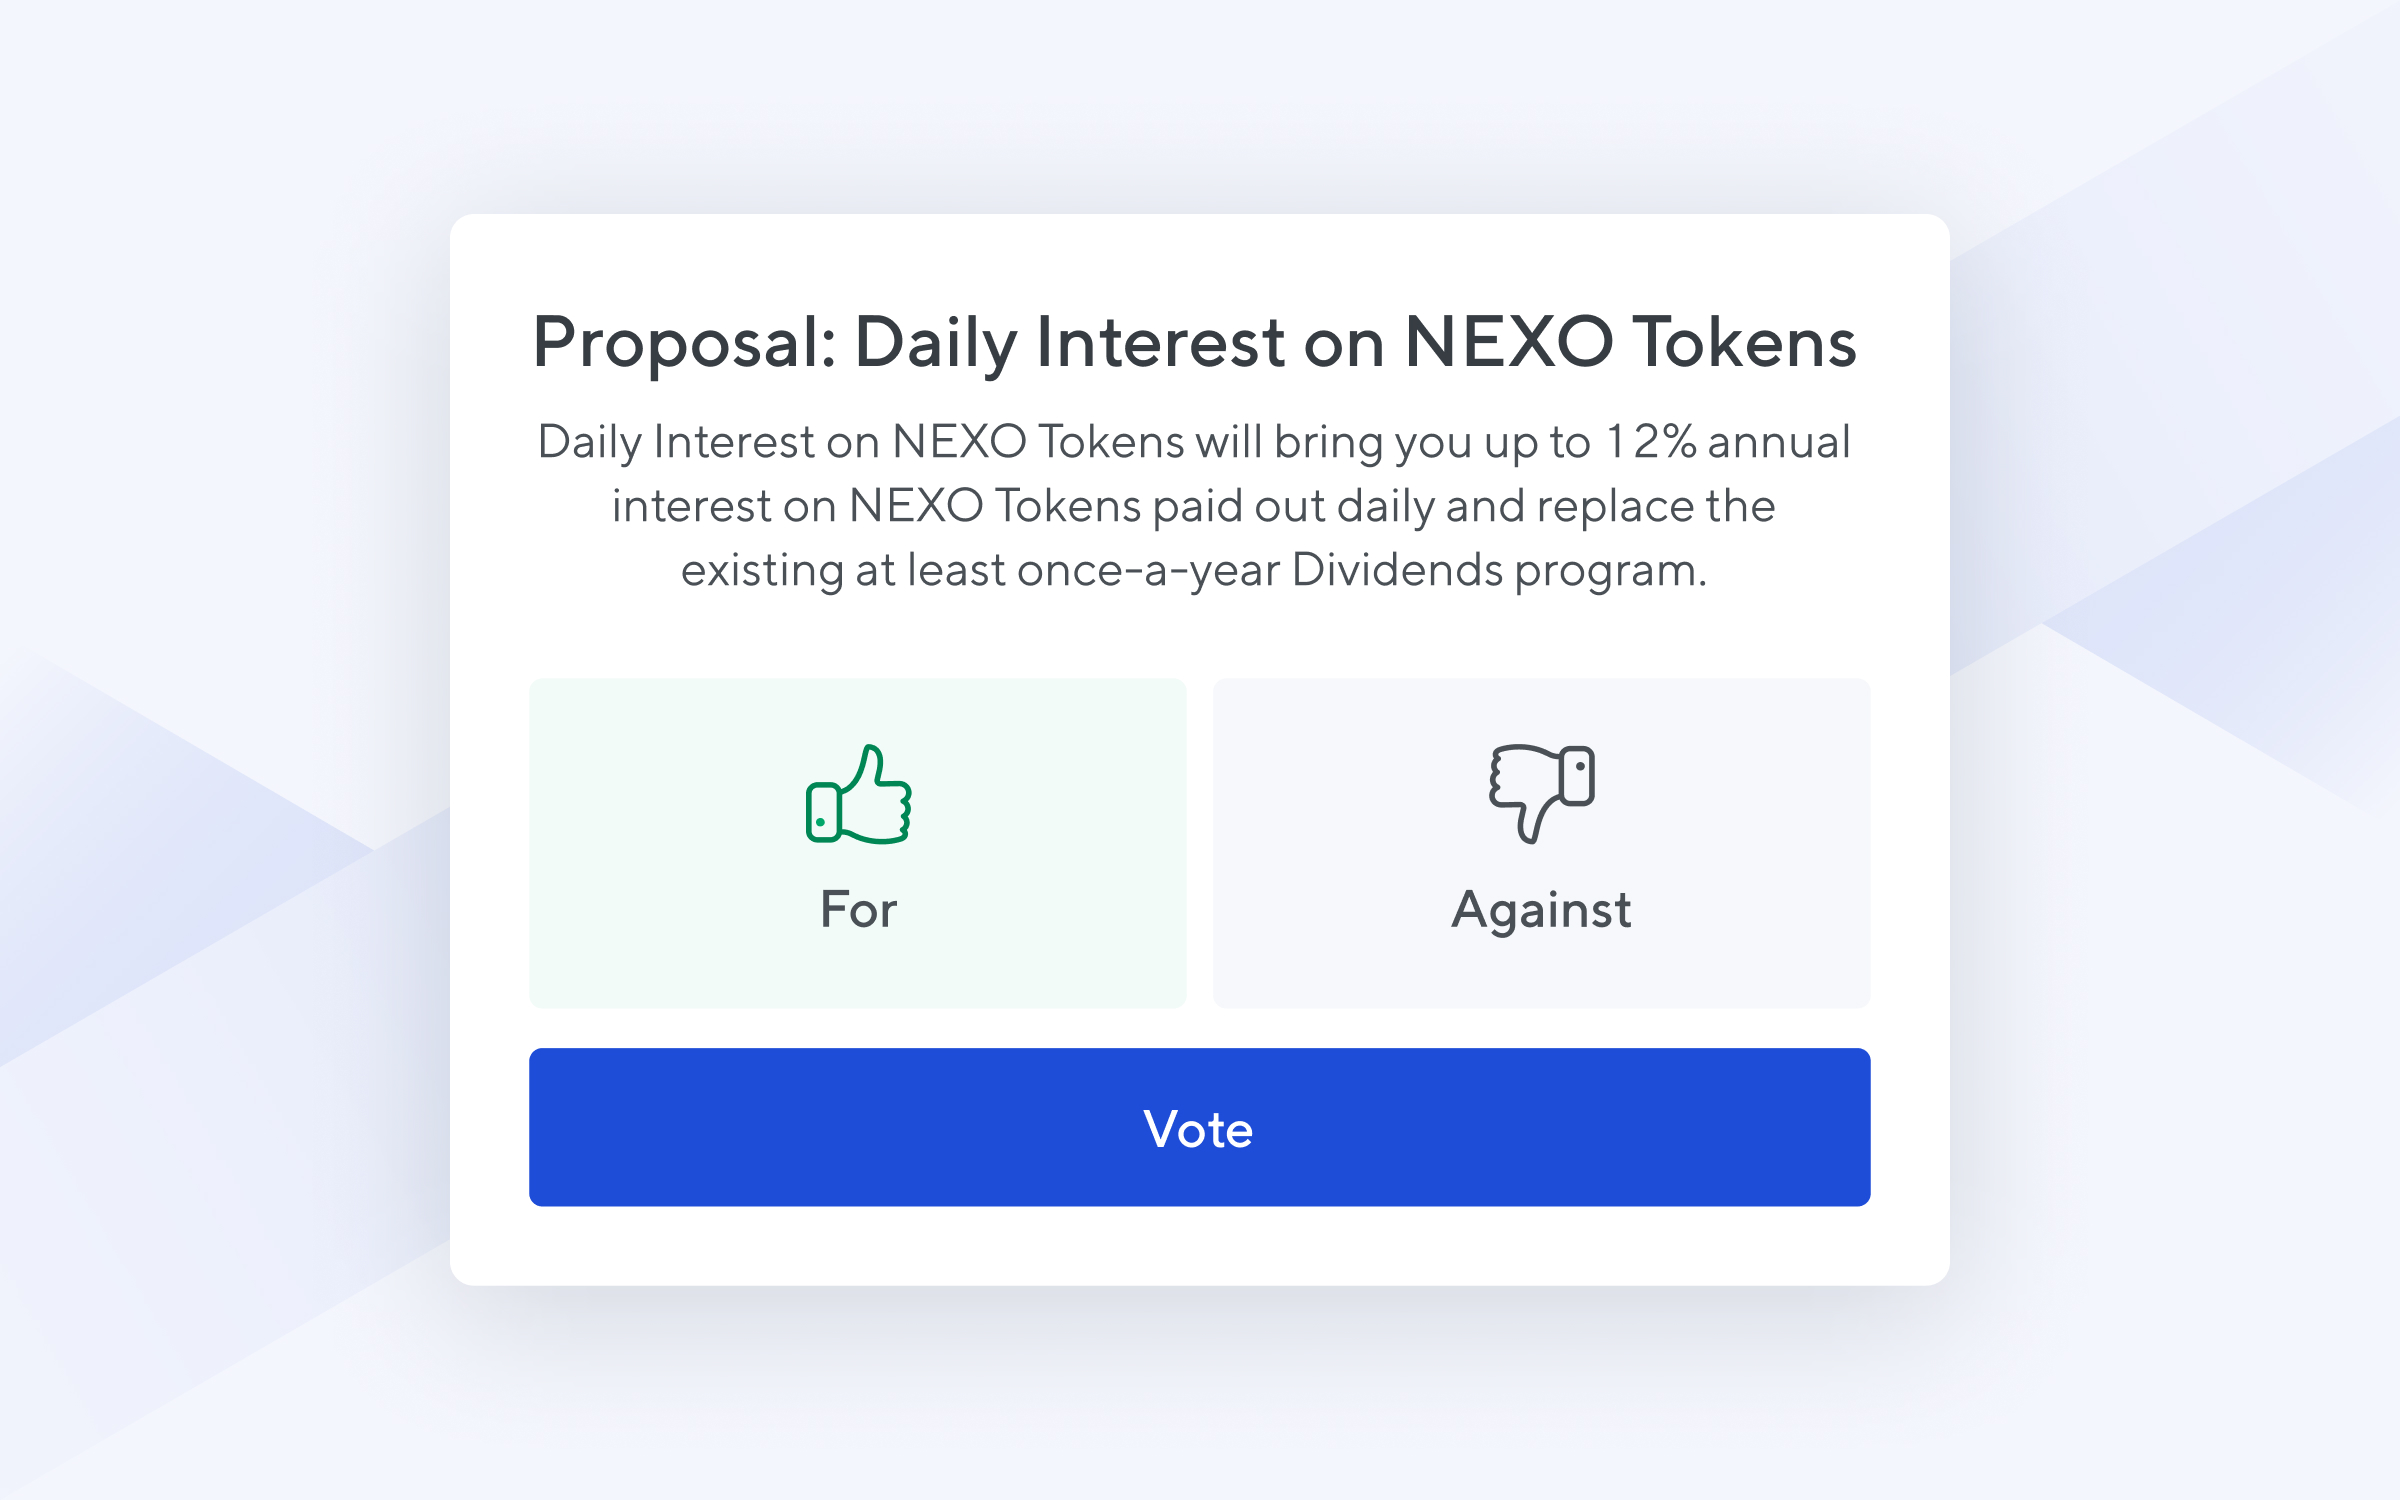 Proposal: Daily Interest on NEXO Tokens
Daily Interest on NEXO Tokens will bring you up to 12% annual
interest on NEXO Tokens paid out daily and replace the
existing at least once-a-year Dividends program.
For
Against
Vote